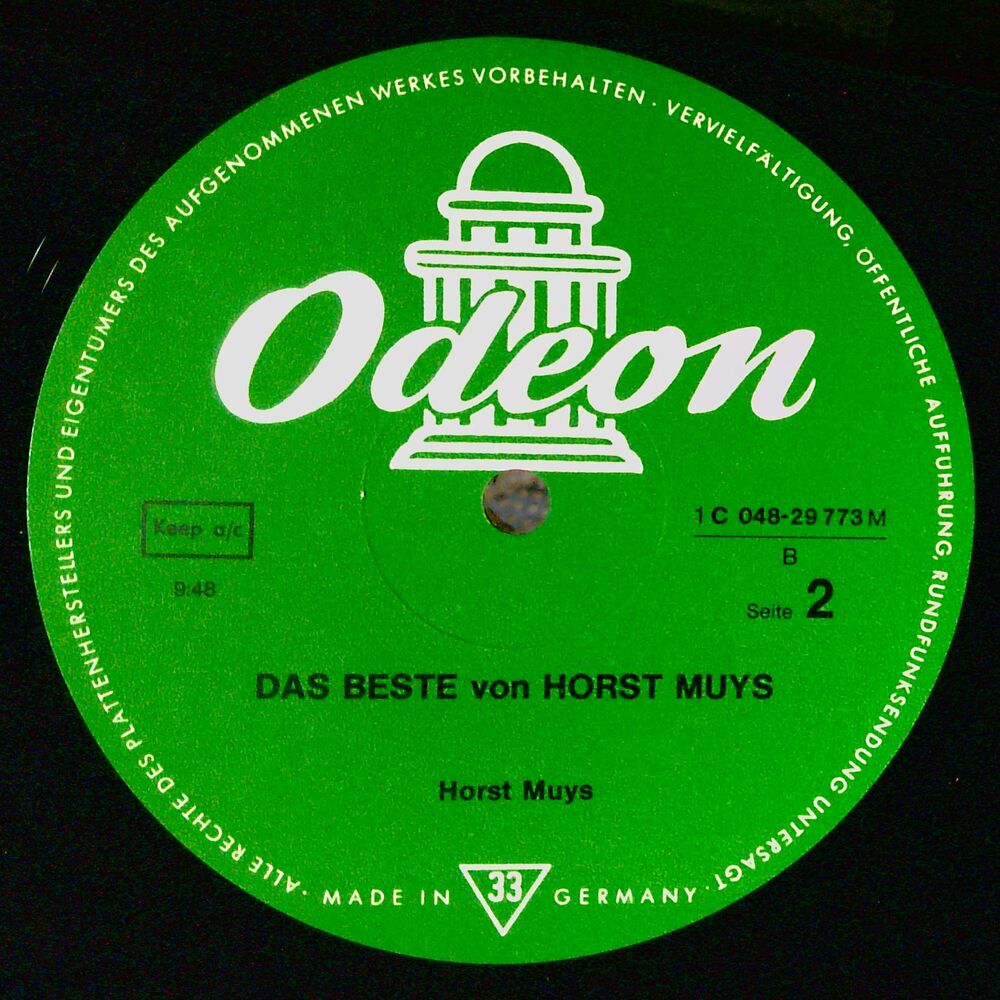 ALLE RECHTE DES PLATTENHERSTELLERS UND EIGENTUMERS DES AUFGENOMMENEN WERKES VORBEHALTEN · VERVIELFÄLTIGUNG, ÖFFENTLICHE AUFFÜHRUNG, RUNDFUNKSENDUNG UNTERSAGT ·
Odeon
Keep a/c
9:48
1 C 048-29 773 M
B
Seite 2
DAS BESTE von HORST MUYS
Horst Muys
MADE IN 33 GERMANY